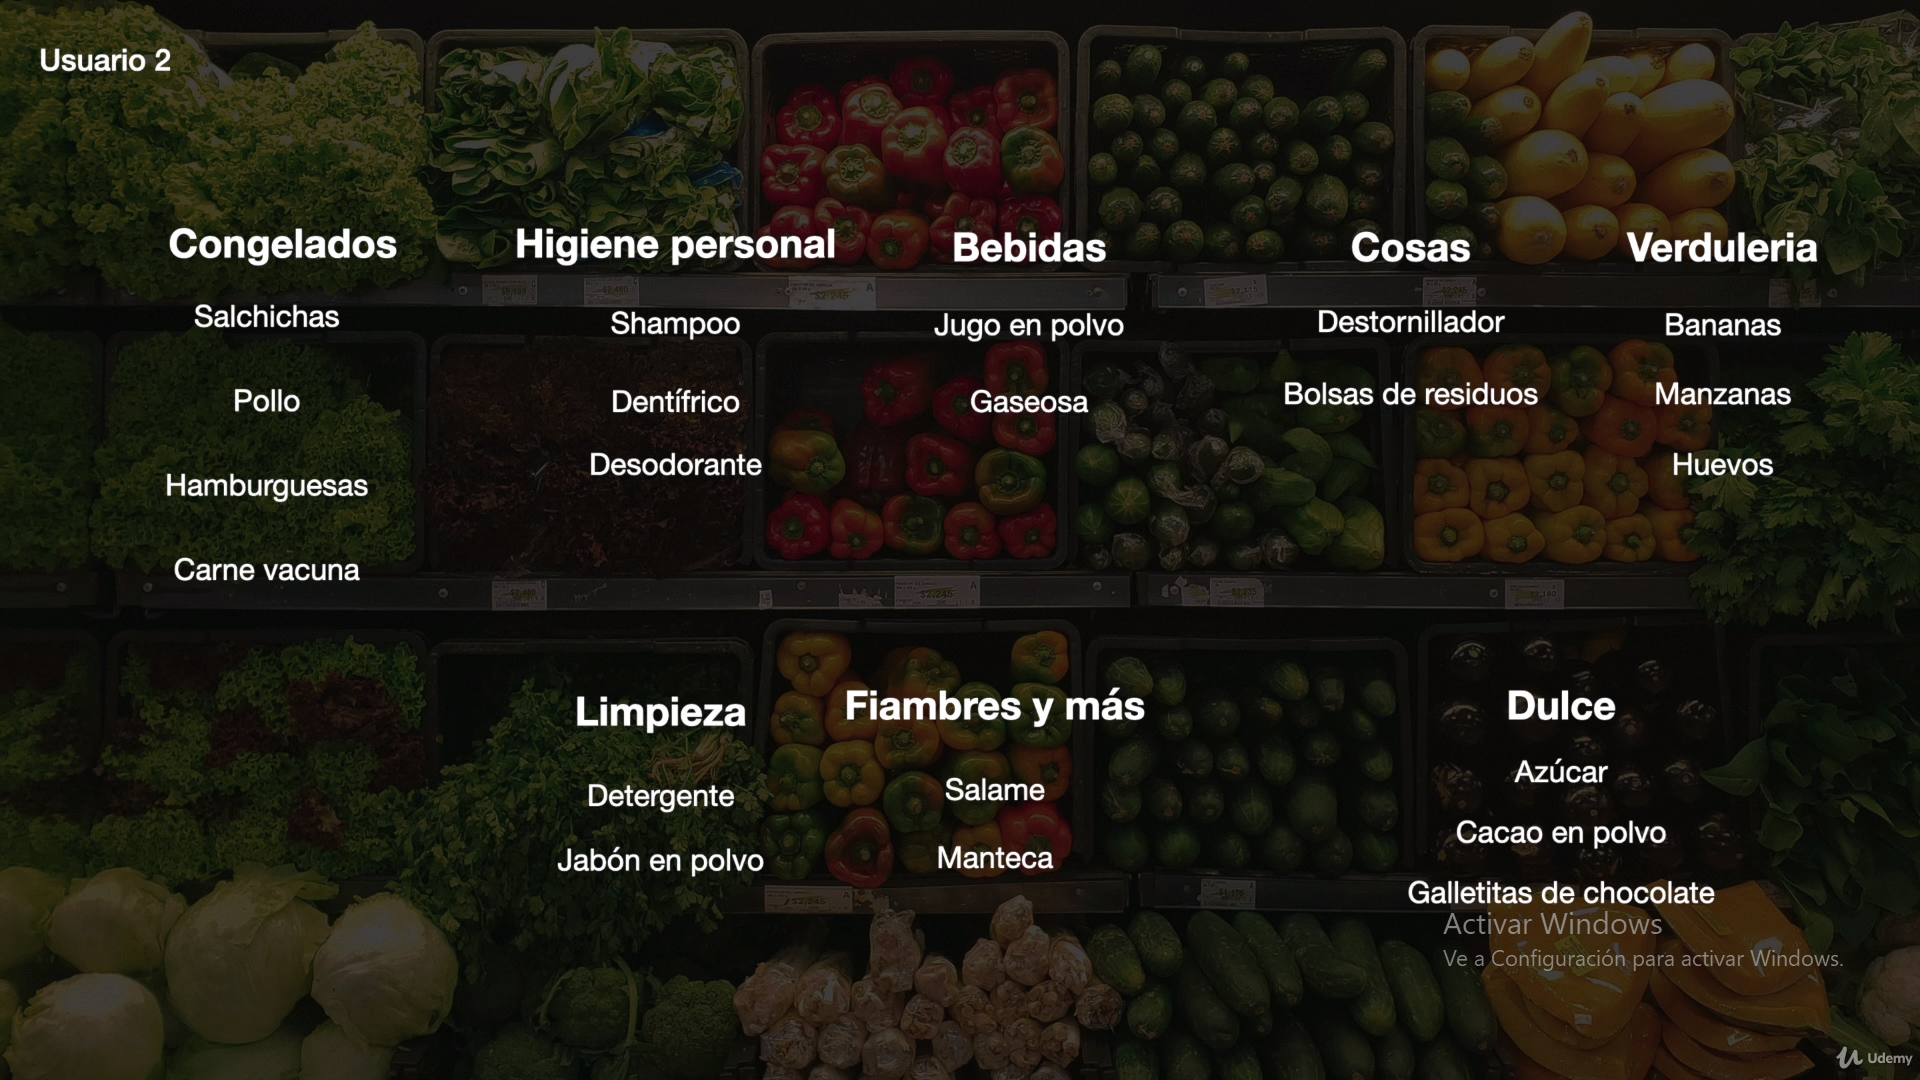 Usuario 2
Congelados
Salchichas
Pollo
Hamburguesas
Carne vacuna
Higiene personal
Shampoo
Dentífrico
Desodorante
Bebidas
Jugo en polvo
Gaseosa
Cosas
Destornillador
Bolsas de residuos
Verduleria
Bananas
Manzanas
Huevos
Limpieza
Detergente
Jabón en polvo
Fiambres y más
Salame
Manteca
Dulce
Azúcar
Cacao en polvo
Galletitas de chocolate
Activar Windows
Ve a Configuración para activar Windows.
Udemy